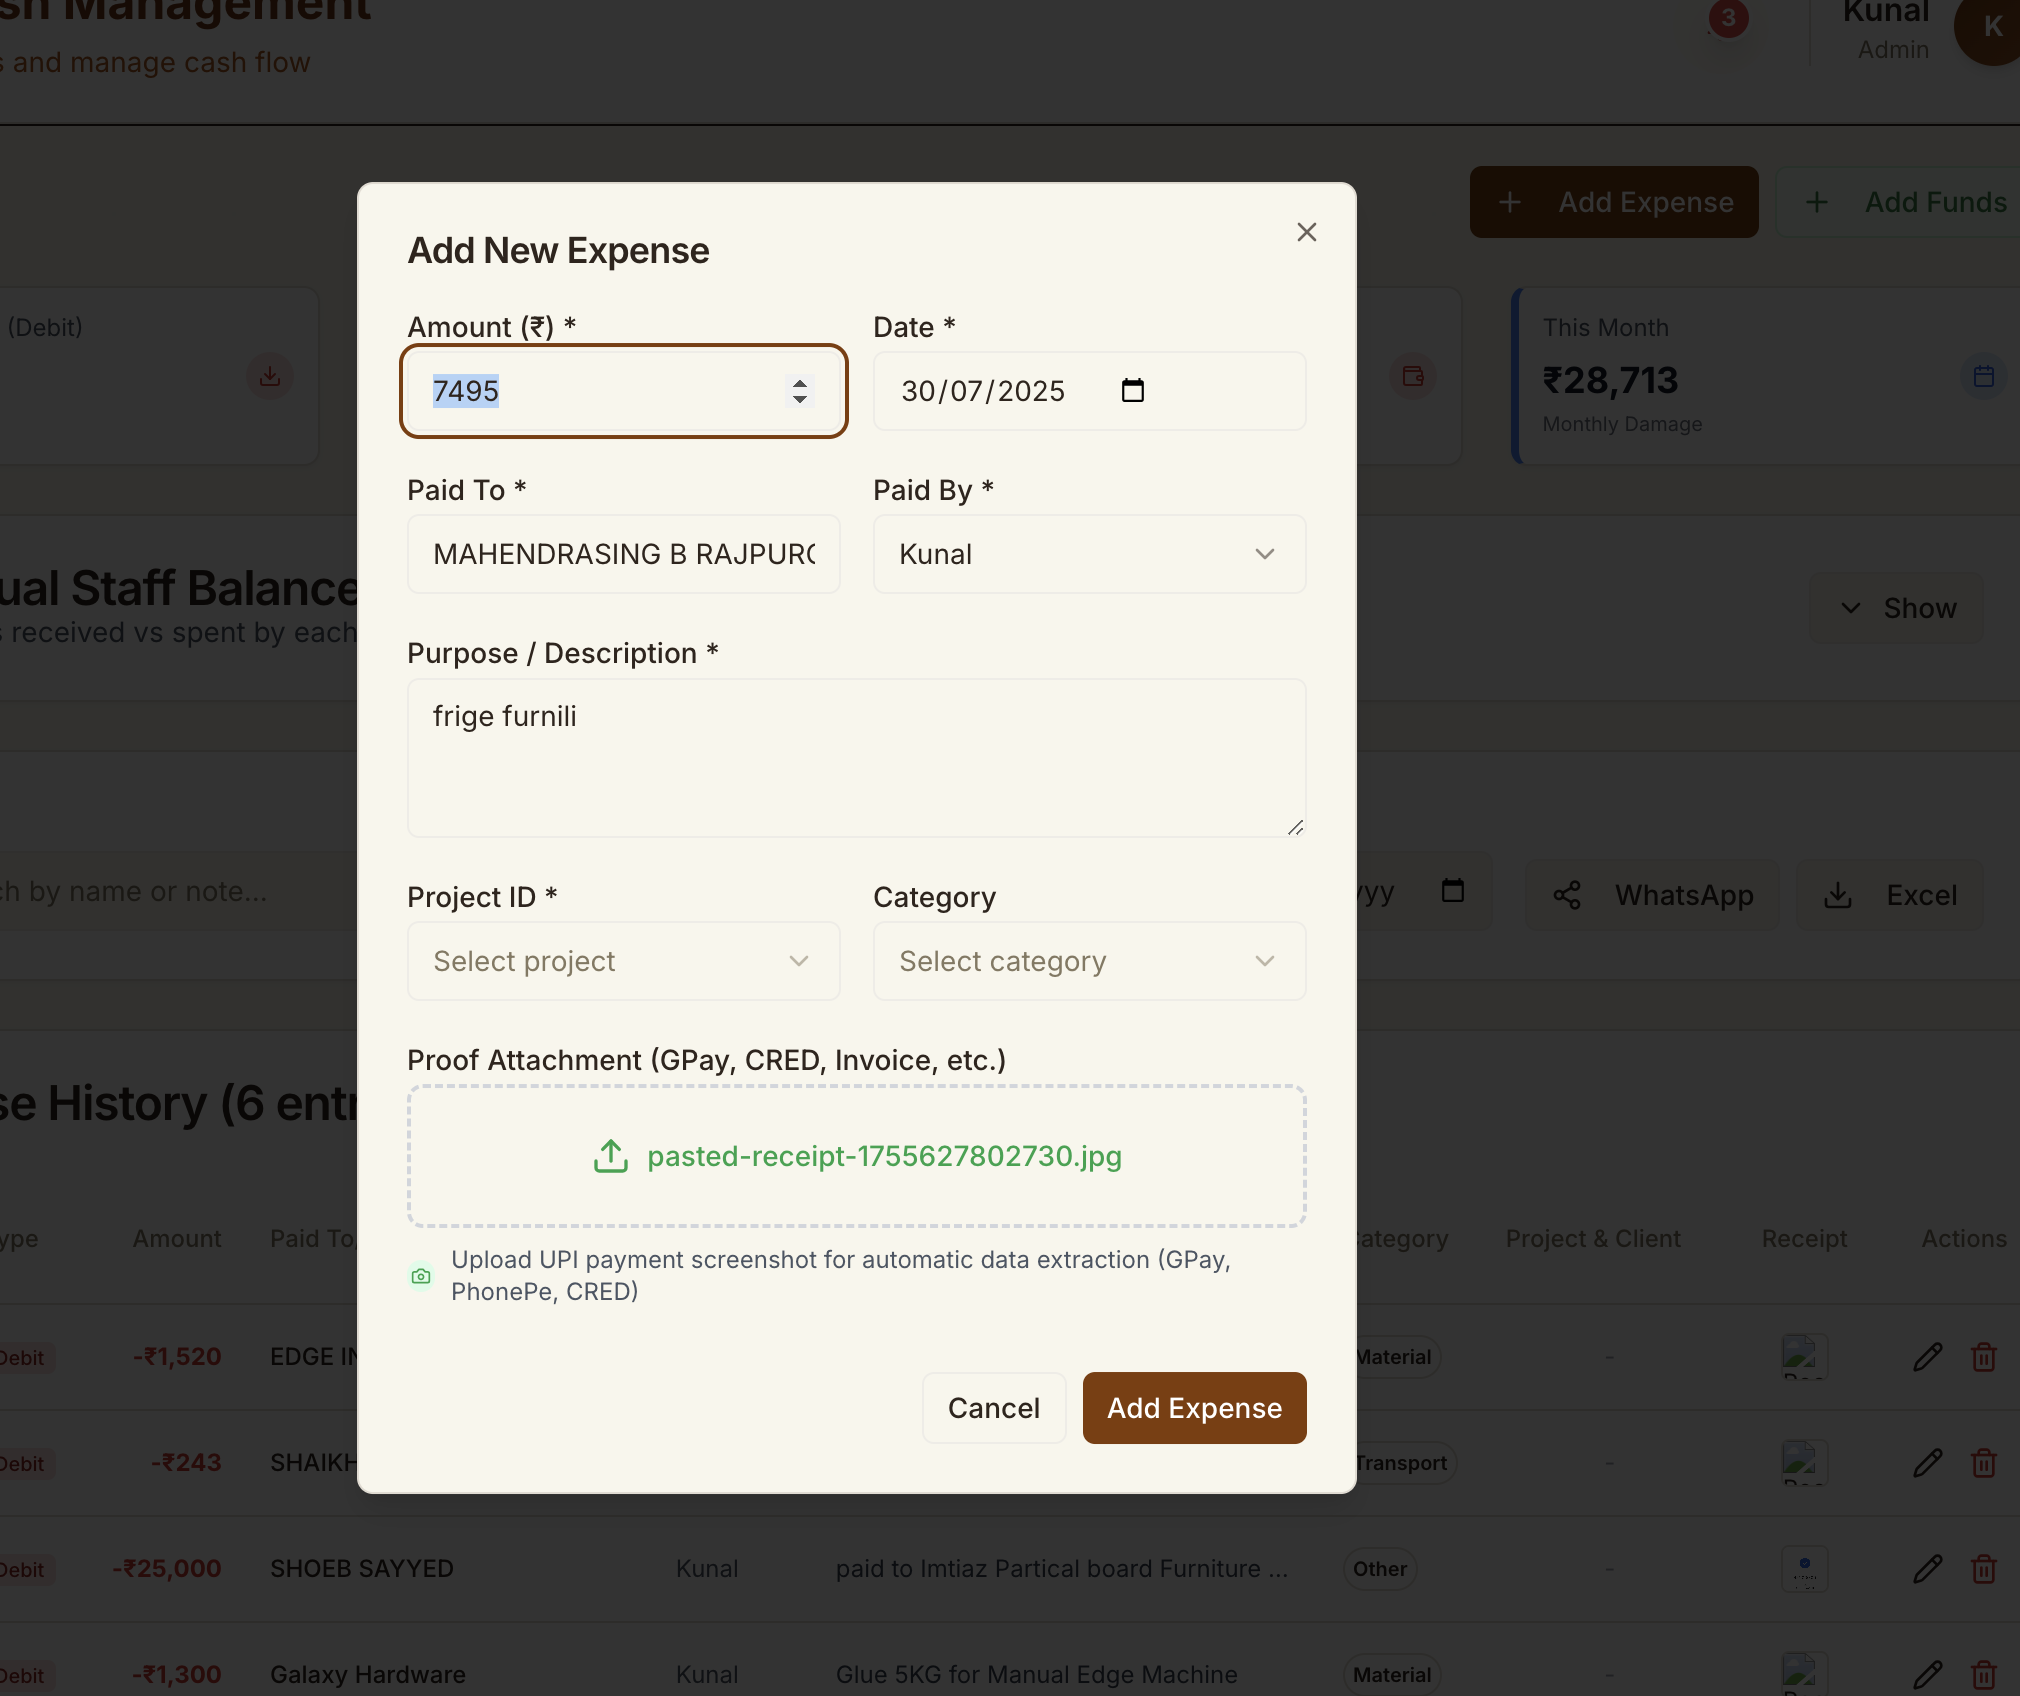 sh Management
s and manage cash flow
3
Kunal
Admin
K
Add Expense
Add Funds
(Debit)
This Month
₹28,713
Monthly Damage
ual Staff Balance
s received vs spent by each
Show
ch by name or note...
yyy
WhatsApp
Excel
Add New Expense
Amount (₹) *
Date *
7495
30/07/2025
Paid To *
Paid By *
MAHENDRASING B RAJPURO
Kunal
Purpose / Description *
frige furnili
Project ID *
Category
Select project
Select category
Proof Attachment (GPay, CRED, Invoice, etc.)
pasted-receipt-1755627802730.jpg
Upload UPI payment screenshot for automatic data extraction (GPay,
PhonePe, CRED)
Cancel
Add Expense
se History (6 entr
ype Amount Paid To ategory Project & Client Receipt Actions
Debit -₹1,520 EDGE IN Material -
Debit -₹243 SHAIKH Transport -
Debit -₹25,000 SHOEB SAYYED Kunal paid to Imtiaz Partical board Furniture ... Other -
Debit -₹1,300 Galaxy Hardware Kunal Glue 5KG for Manual Edge Machine Material -